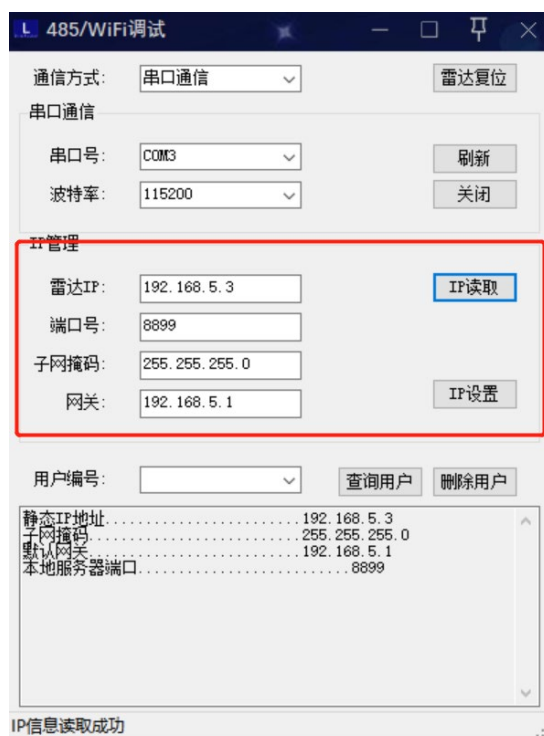 L 485/WiFi调试
通信方式: 串口通信 雷达复位
串口通信
串口号: COM3 刷新
波特率: 115200 关闭
IP管理
雷达IP: 192.168.5.3 IP读取
端口号: 8899
子网掩码: 255.255.255.0
网关: 192.168.5.1 IP设置
用户编号: 查询用户 删除用户
静态IP地址........................192.168.5.3
子网掩码..........................255.255.255.0
默认网关..........................192.168.5.1
本地服务器端口..........................8899
IP信息读取成功